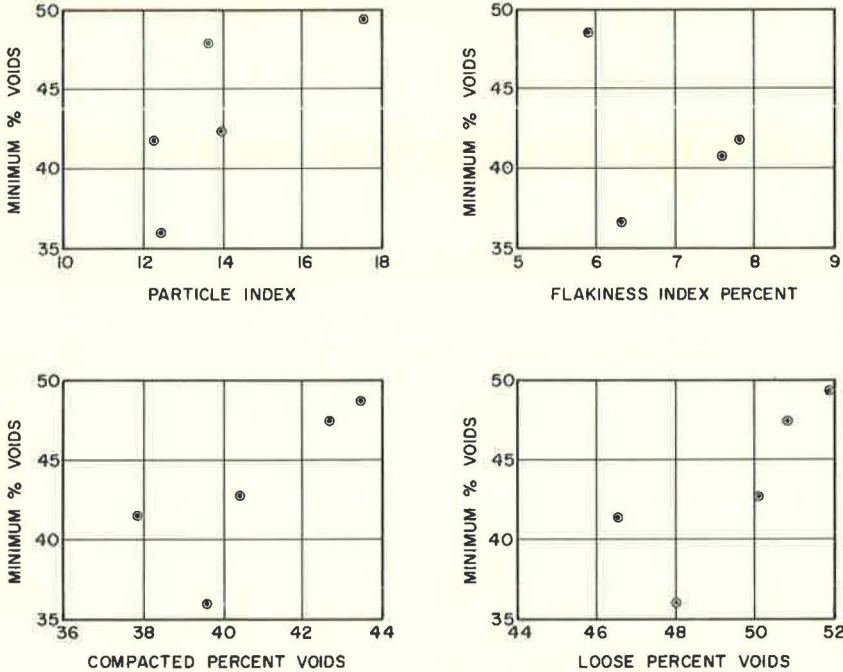 50
45
40
35
MINIMUM % VOIDS
10 12 14 16 18
PARTICLE INDEX
50
45
40
35
MINIMUM % VOIDS
5 6 7 8 9
FLAKINESS INDEX PERCENT
50
45
40
35
MINIMUM % VOIDS
36 38 40 42 44
COMPACTED PERCENT VOIDS
50
45
40
35
MINIMUM % VOIDS
44 46 48 50 52
LOOSE PERCENT VOIDS